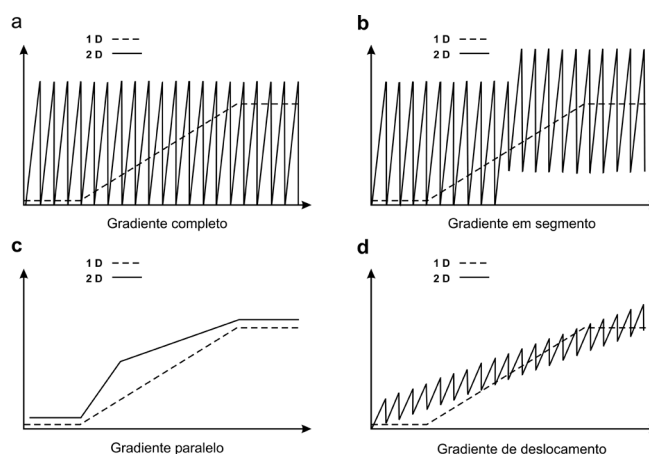 a
1 D
2 D
Gradiente completo
b
1 D
2 D
Gradiente em segmento
c
1 D
2 D
Gradiente paralelo
d
1 D
2 D
Gradiente de deslocamento